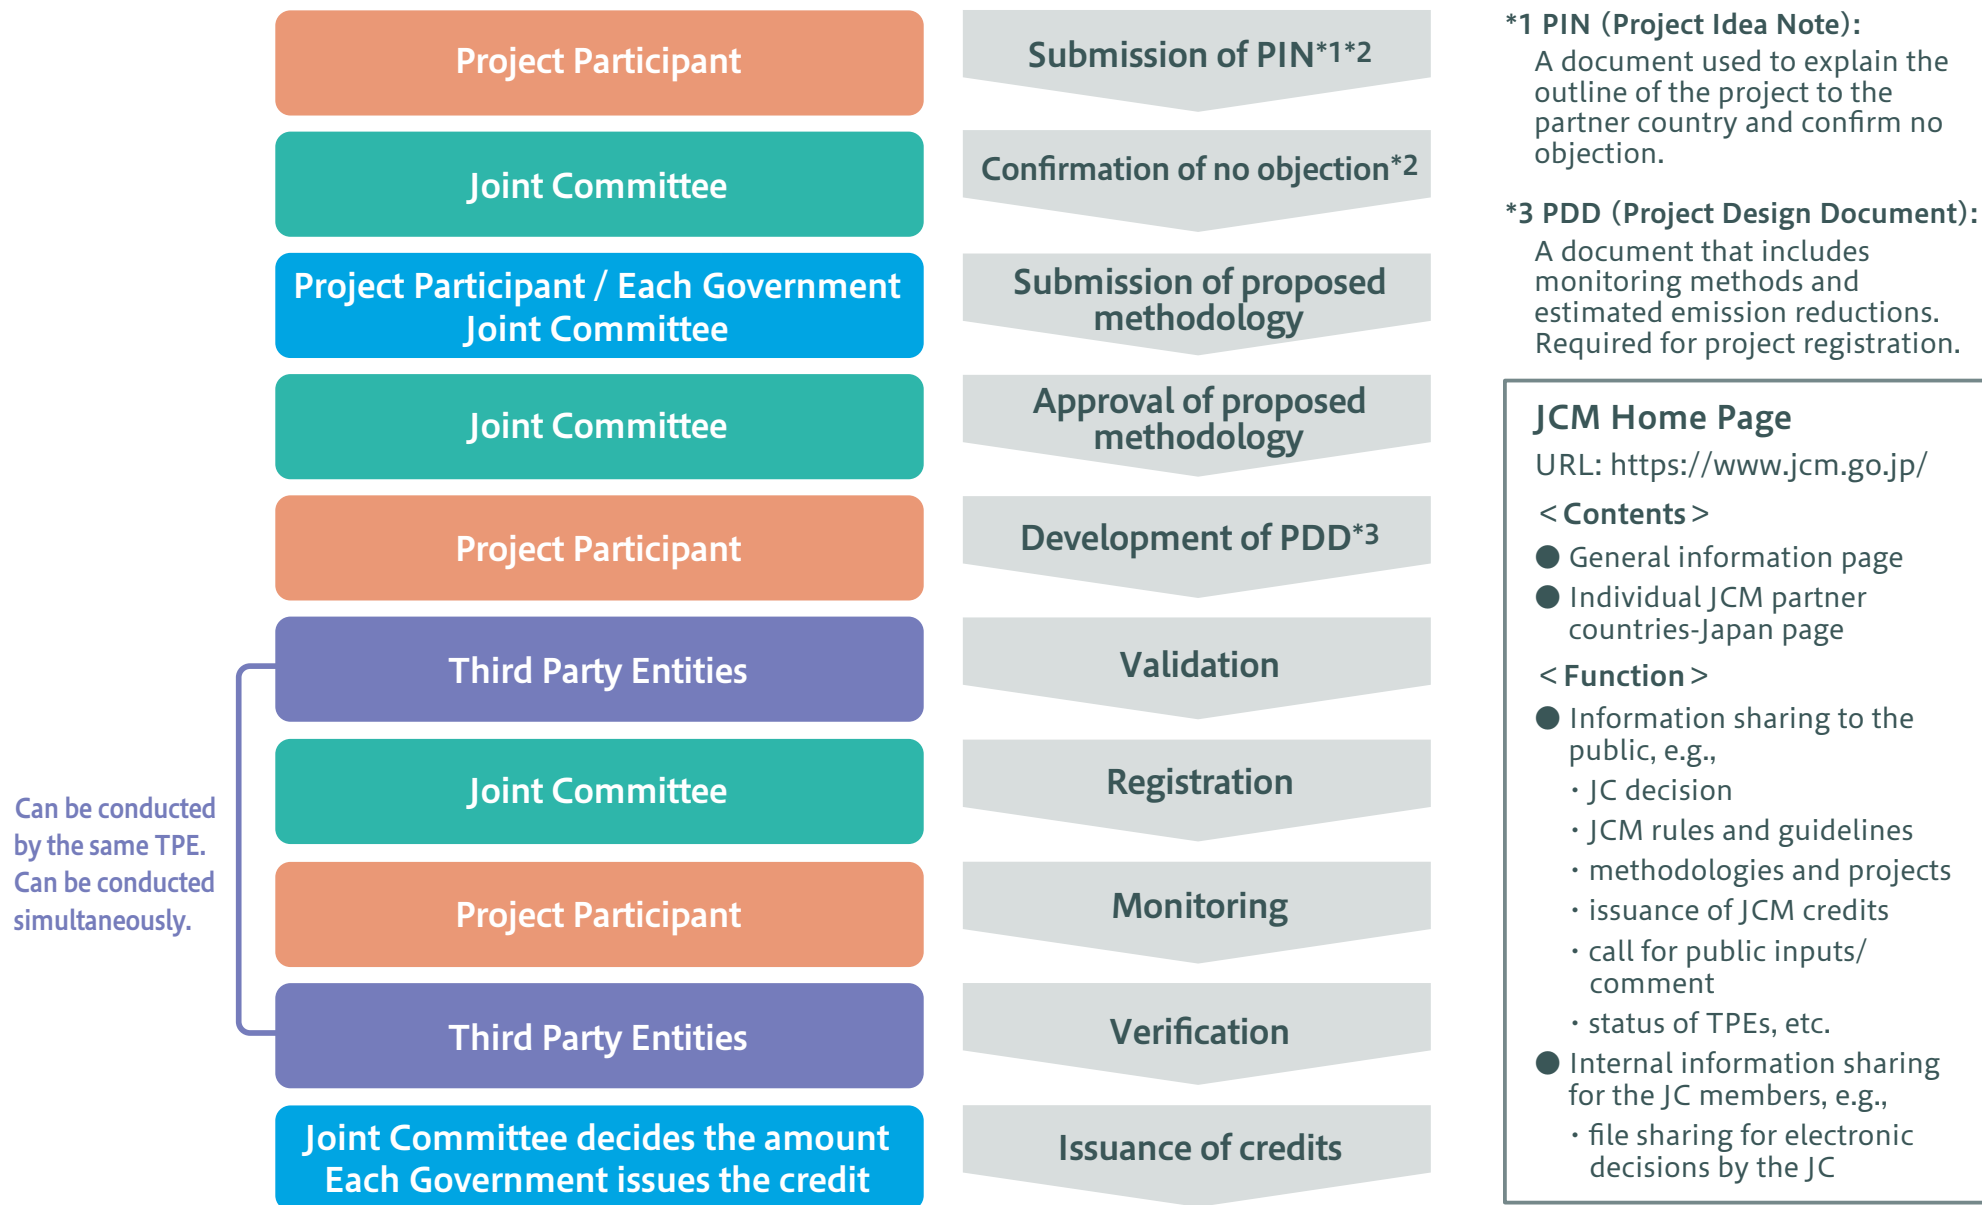 Project Participant
Submission of PIN*1*2
Joint Committee
Confirmation of no objection*2
Project Participant / Each Government
Joint Committee
Submission of proposed
methodology
Joint Committee
Approval of proposed
methodology
Project Participant
Development of PDD*3
Third Party Entities
Validation
Joint Committee
Registration
Project Participant
Monitoring
Third Party Entities
Verification
Joint Committee decides the amount
Each Government issues the credit
Issuance of credits
Can be conducted
by the same TPE.
Can be conducted
simultaneously.
*1 PIN (Project Idea Note):
A document used to explain the
outline of the project to the
partner country and confirm no
objection.
*3 PDD (Project Design Document):
A document that includes
monitoring methods and
estimated emission reductions.
Required for project registration.
JCM Home Page
URL: https://www.jcm.go.jp/
<Contents>
● General information page
● Individual JCM partner
countries-Japan page
<Function>
● Information sharing to the
public, e.g.,
・JC decision
・JCM rules and guidelines
・methodologies and projects
・issuance of JCM credits
・call for public inputs/
comment
・status of TPEs, etc.
● Internal information sharing
for the JC members, e.g.,
・file sharing for electronic
decisions by the JC